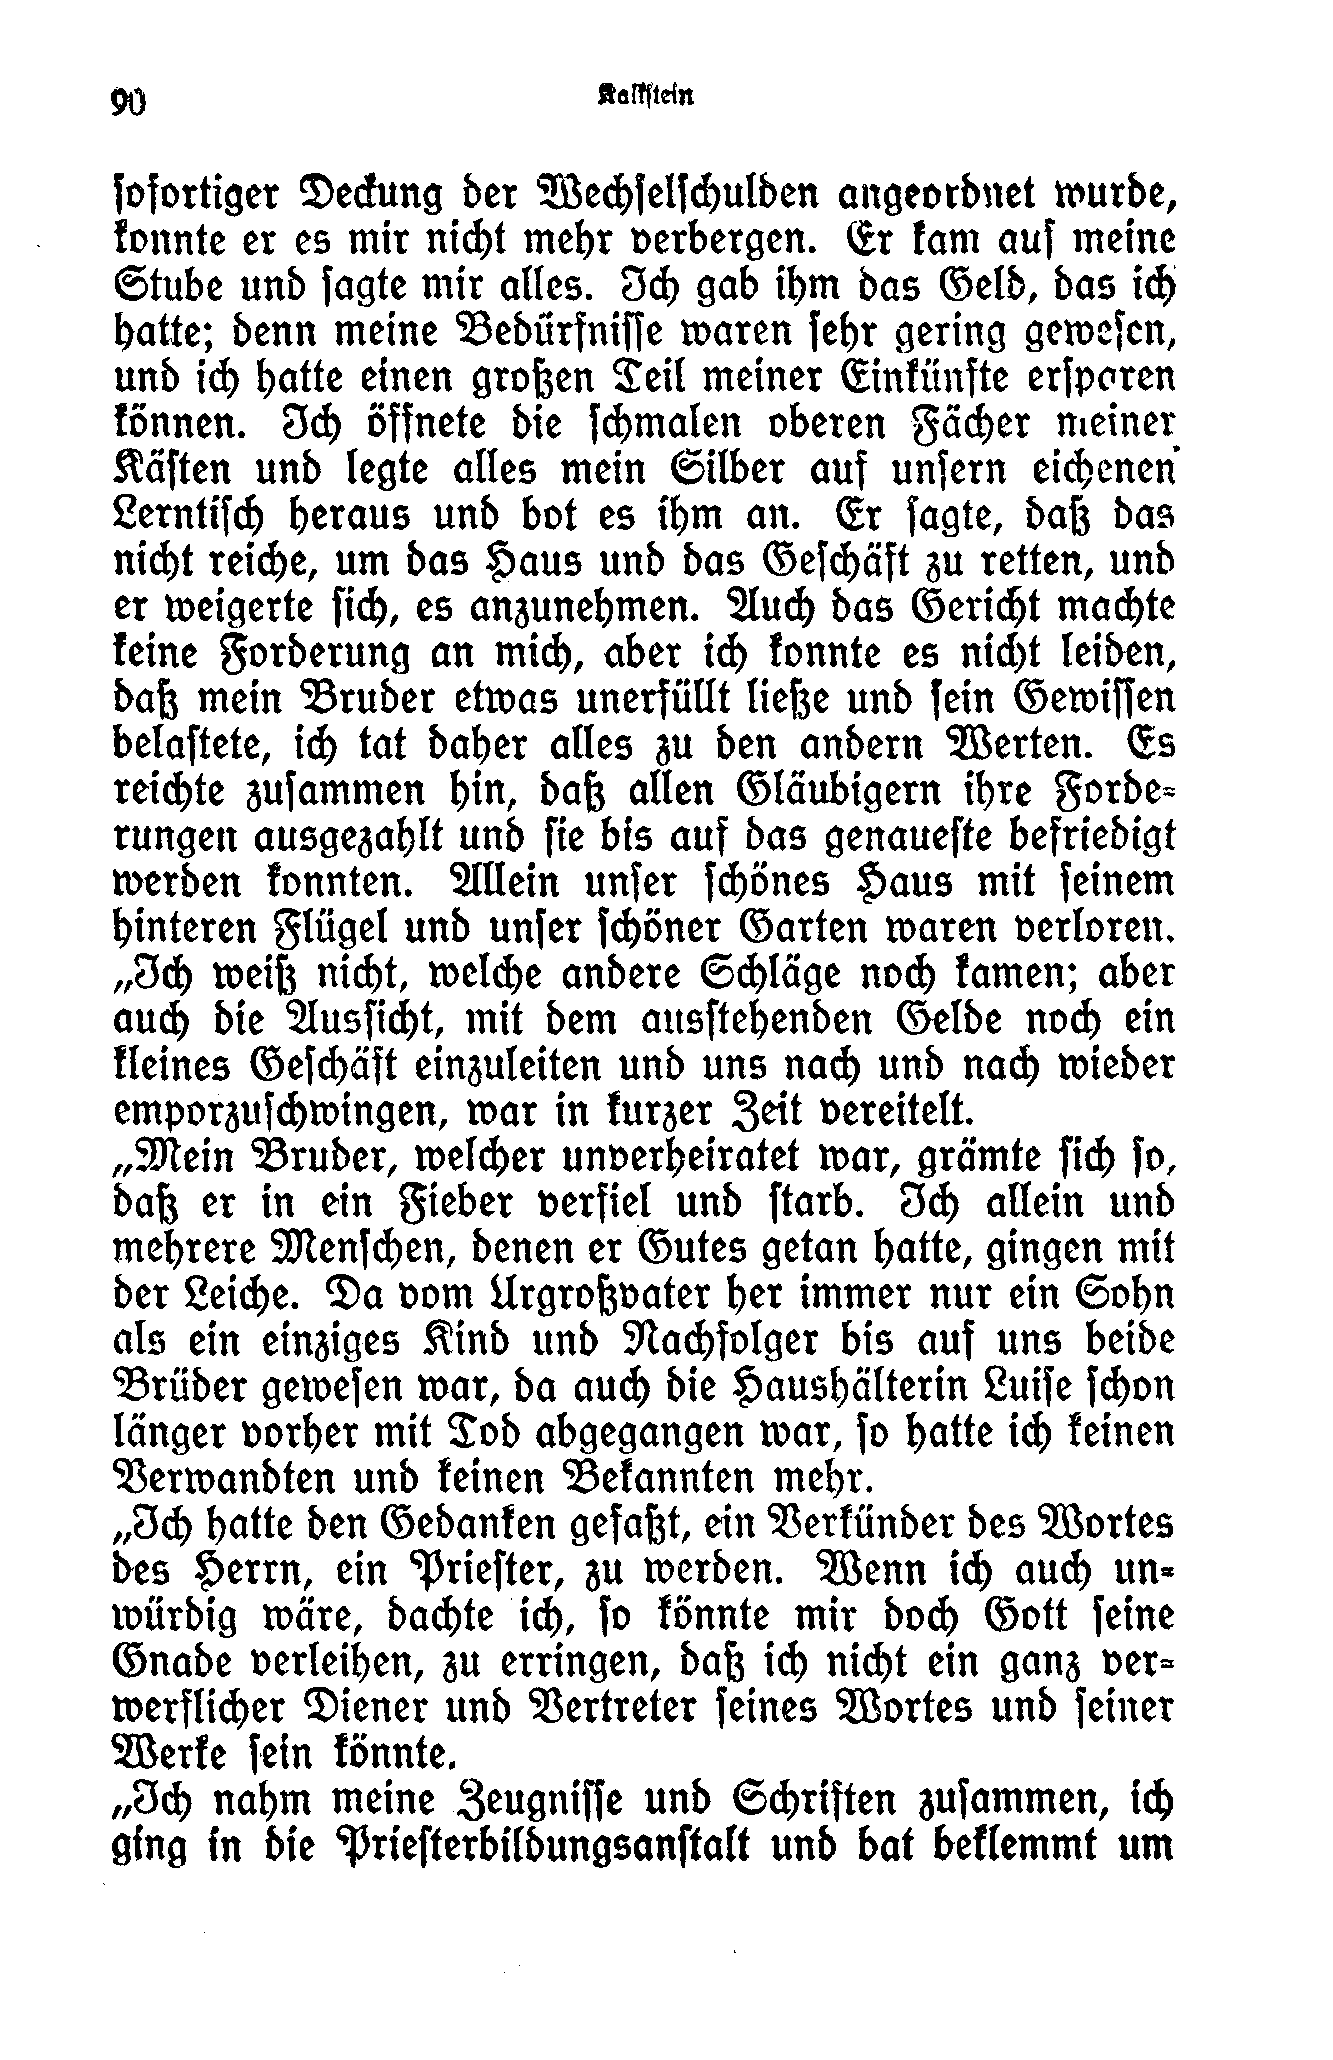 90
Kalkstein
sofortiger Deckung der Wechselschulden angeordnet wurde,
konnte er es mir nicht mehr verbergen. Er kam auf meine
Stube und sagte mir alles. Ich gab ihm das Geld, das ich
hatte; denn meine Bedürfnisse waren sehr gering gewesen,
und ich hatte einen großen Teil meiner Einkünfte ersparen
können. Ich öffnete die schmalen oberen Fächer meiner
Kästen und legte alles mein Silber auf unsern eichenen
Lerntisch heraus und bot es ihm an. Er sagte, daß das
nicht reiche, um das Haus und das Geschäft zu retten, und
er weigerte sich, es anzunehmen. Auch das Gericht machte
keine Forderung an mich, aber ich konnte es nicht leiden,
daß mein Bruder etwas unerfüllt ließe und sein Gewissen
belastete, ich tat daher alles zu den andern Werten. Es
reichte zusammen hin, daß allen Gläubigern ihre Forde-
rungen ausgezahlt und sie bis auf das genaueste befriedigt
werden konnten. Allein unser schönes Haus mit seinem
hinteren Flügel und unser schöner Garten waren verloren.
„Ich weiß nicht, welche andere Schläge noch kamen; aber
auch die Aussicht, mit dem ausstehenden Gelde noch ein
kleines Geschäft einzuleiten und uns nach und nach wieder
emporzuschwingen, war in kurzer Zeit vereitelt.
„Mein Bruder, welcher unverheiratet war, grämte sich so,
daß er in ein Fieber verfiel und starb. Ich allein und
mehrere Menschen, denen er Gutes getan hatte, gingen mit
der Leiche. Da vom Urgroßvater her immer nur ein Sohn
als ein einziges Kind und Nachfolger bis auf uns beide
Brüder gewesen war, da auch die Haushälterin Luise schon
länger vorher mit Tod abgegangen war, so hatte ich keinen
Verwandten und keinen Bekannten mehr.
„Ich hatte den Gedanken gefaßt, ein Verkünder des Wortes
des Herrn, ein Priester, zu werden. Wenn ich auch un-
würdig wäre, dachte ich, so könnte mir doch Gott seine
Gnade verleihen, zu erringen, daß ich nicht ein ganz ver-
werflicher Diener und Vertreter seines Wortes und seiner
Werke sein könnte.
„Ich nahm meine Zeugnisse und Schriften zusammen, ich
ging in die Priesterbildungsanstalt und bat beklemmt um